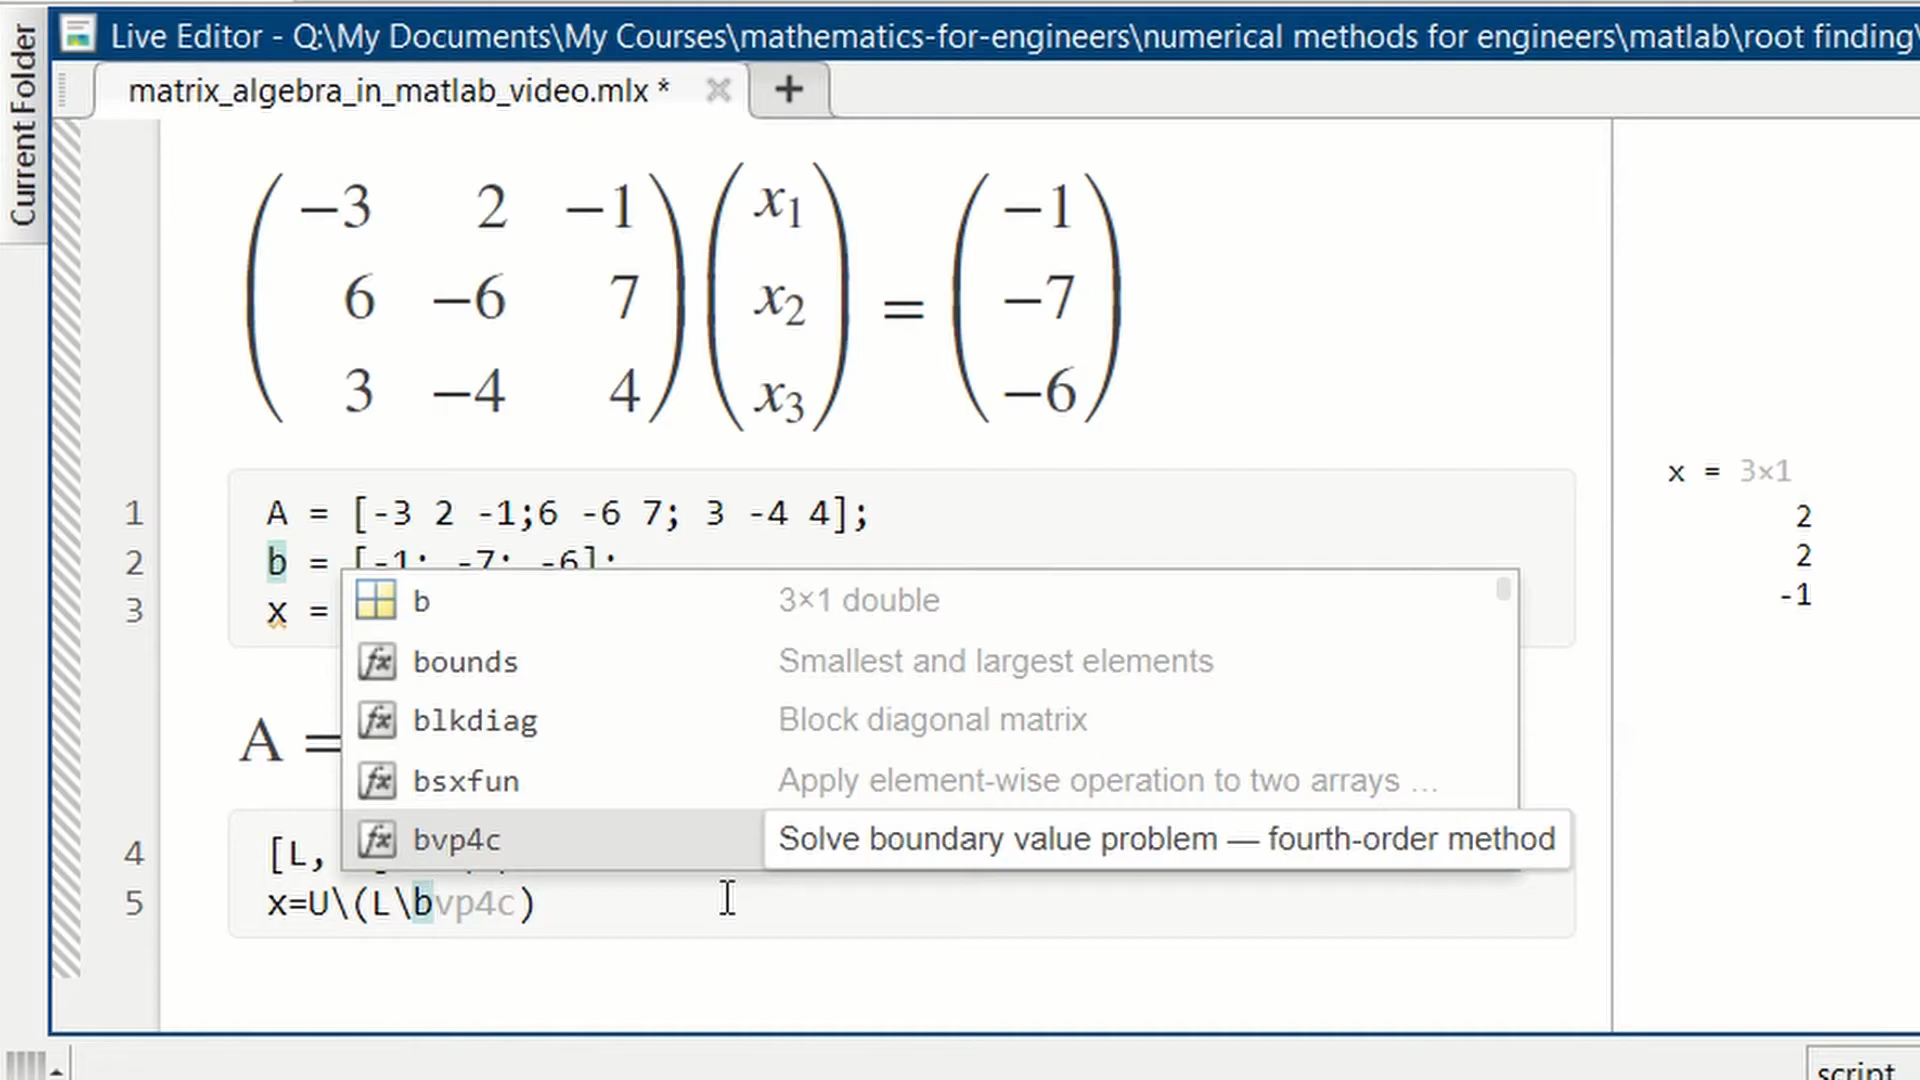 Live Editor - Q:\My Documents\My Courses\mathematics-for-engineers\numerical methods for engineers\matlab\root finding\
Current Folder
matrix_algebra_in_matlab_video.mlx *
−3 2 −1 x1 −1
6 −6 7 x2 = −7
3 −4 4 x3 −6
1 A = [-3 2 -1;6 -6 7; 3 -4 4];
2 b = [-1; -7; -6];
3 x =
b 3×1 double
bounds Smallest and largest elements
blkdiag Block diagonal matrix
bsxfun Apply element-wise operation to two arrays ...
bvp4c Solve boundary value problem — fourth-order method
A =
4 [L,
5 x=U\(L\bvp4c)
x = 3×1
2
2
-1
script